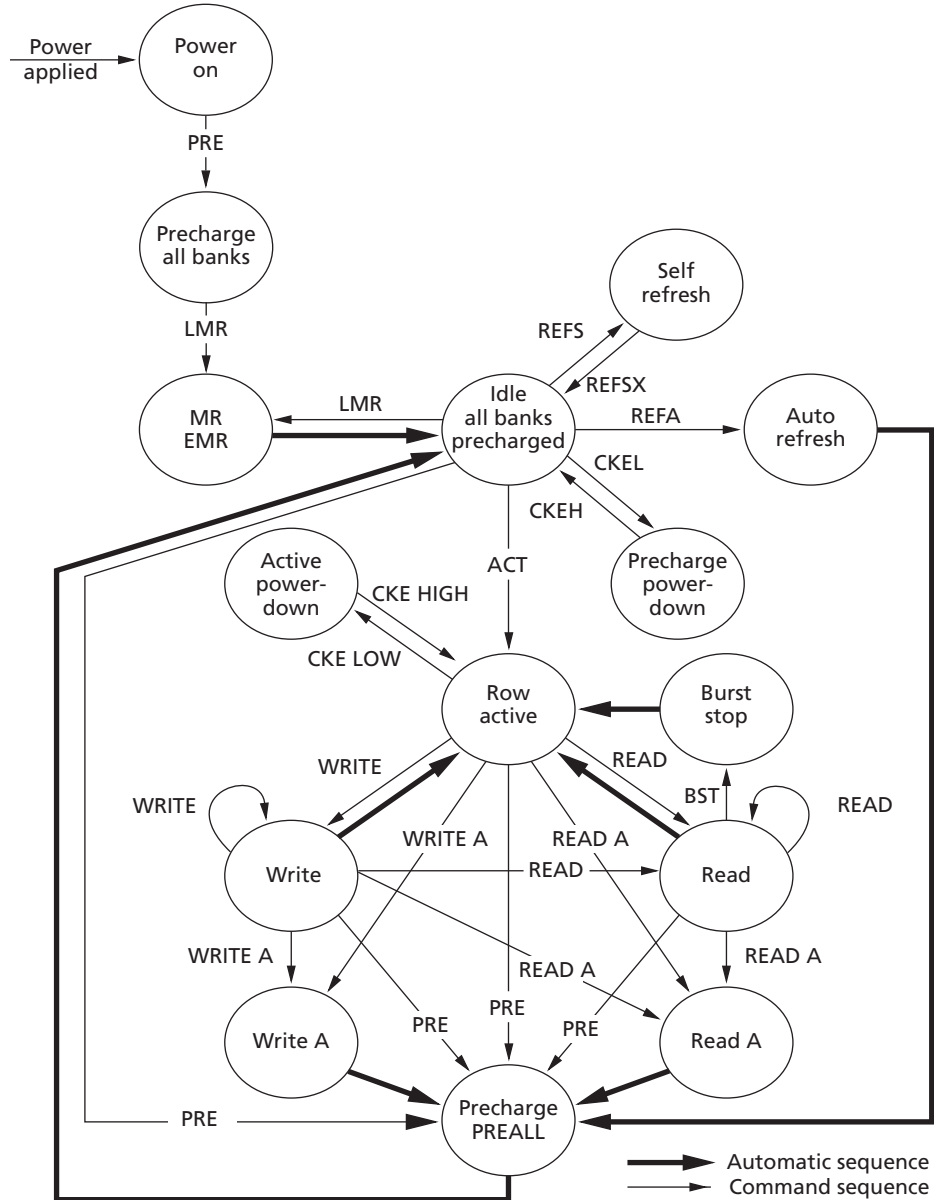 Power
applied
Power
on
PRE
Precharge
all banks
LMR
Self
refresh
REFS
REFSX
MR
EMR
LMR
Idle
all banks
precharged
REFA
Auto
refresh
CKEL
CKEH
Active
power-
down
CKE HIGH
CKE LOW
ACT
Precharge
power-
down
Row
active
Burst
stop
WRITE
READ
BST
WRITE
READ
WRITE A
READ A
Write
READ
Read
WRITE A
READ A
READ A
Write A
PRE
PRE
PRE
Read A
PRE
Precharge
PREALL
Automatic sequence
Command sequence